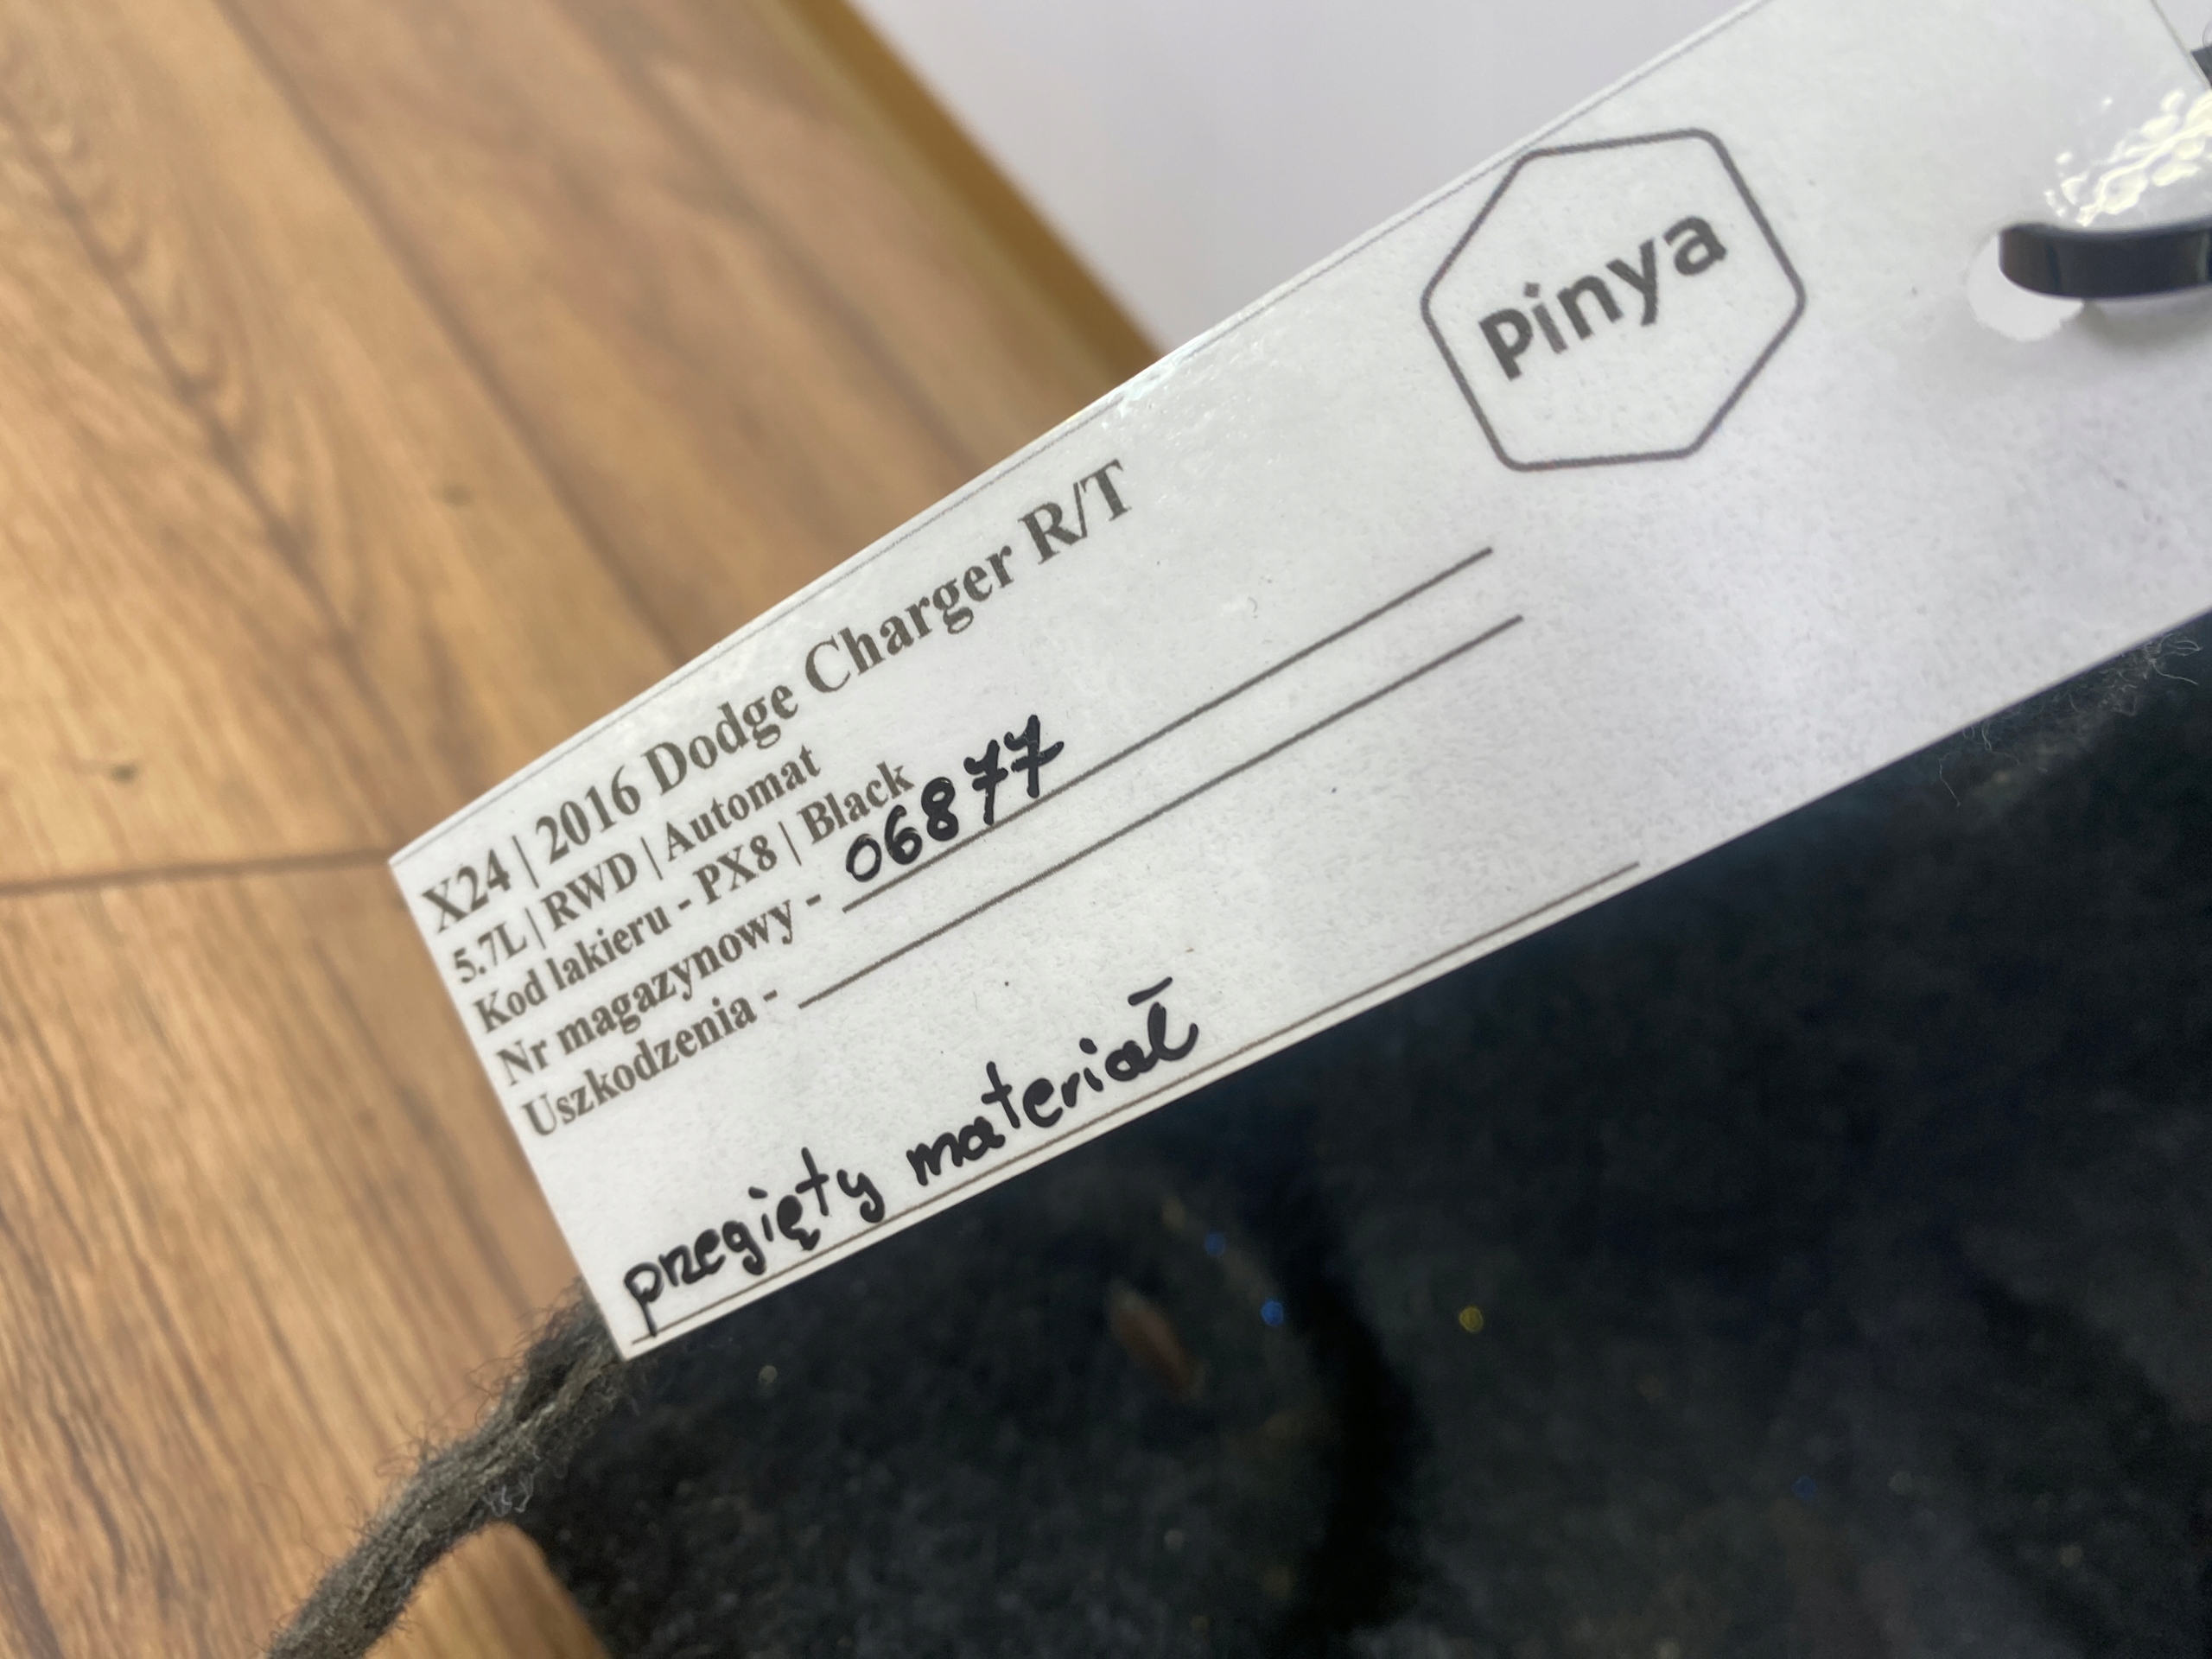 Pinya
X24 | 2016 Dodge Charger R/T
5.7L | RWD | Automat
Kod lakieru - PX8 | Black
Nr magazynowy - 06877
Uszkodzenia -
przegięty materiał